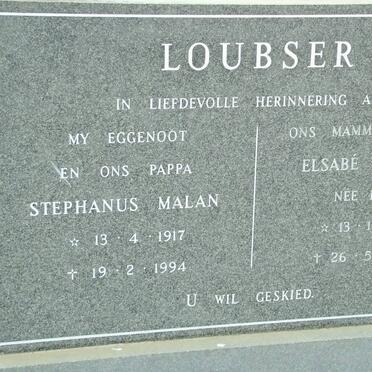 LOUBSER
IN LIEFDEVOLLE HERINNERING A
MY EGGENOOT
EN ONS PAPPA
STEPHANUS MALAN
☆ 13 · 4 · 1917
† 19 · 2 · 1994
ONS MAMM
ELSABÉ
NEE
☆ 13 · 1
† 26 · 5
U WIL GESKIED.